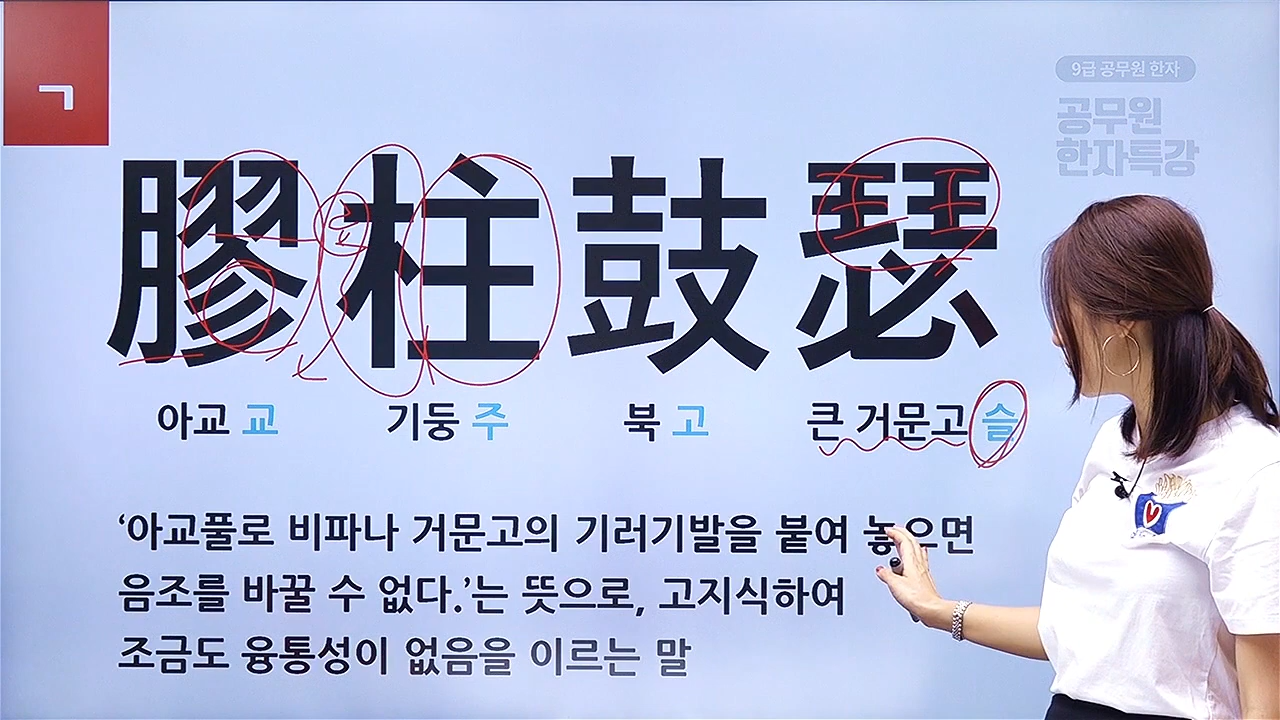 ㄱ
9급 공무원 한자
공무원
한자특강
膠柱鼓瑟
아교 교 기둥 주 북 고 큰 거문고 슬
‘아교풀로 비파나 거문고의 기러기발을 붙여 놓으면
음조를 바꿀 수 없다.’는 뜻으로, 고지식하여
조금도 융통성이 없음을 이르는 말